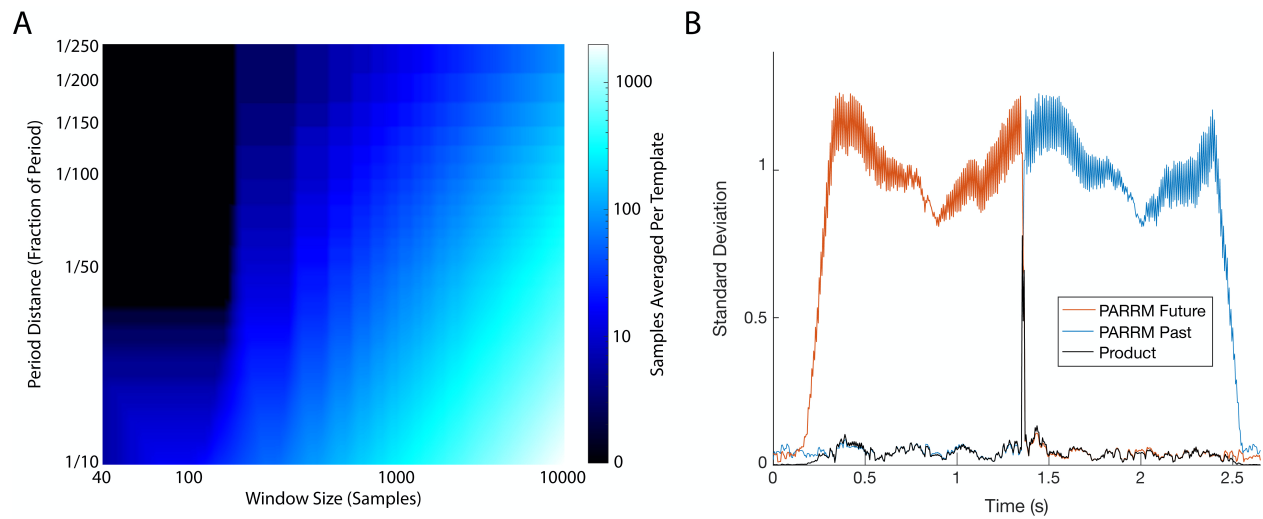 A
B
Period Distance (Fraction of Period)
1/250
1/200
1/150
1/100
1/50
1/10
40
100
1000
10000
Window Size (Samples)
1000
100
10
0
Samples Averaged Per Template
Standard Deviation
1
0.5
0
0
0.5
1
1.5
2
2.5
Time (s)
PARRM Future
PARRM Past
Product